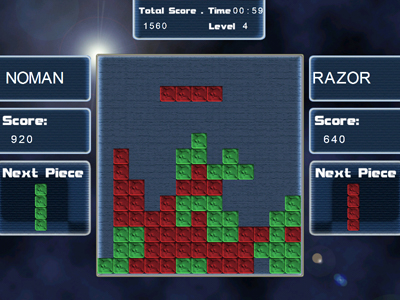 Total Score . Time 00:59
1560 Level 4
NOMAN
RAZOR
Score:
920
Score:
640
Next Piece
Next Piece